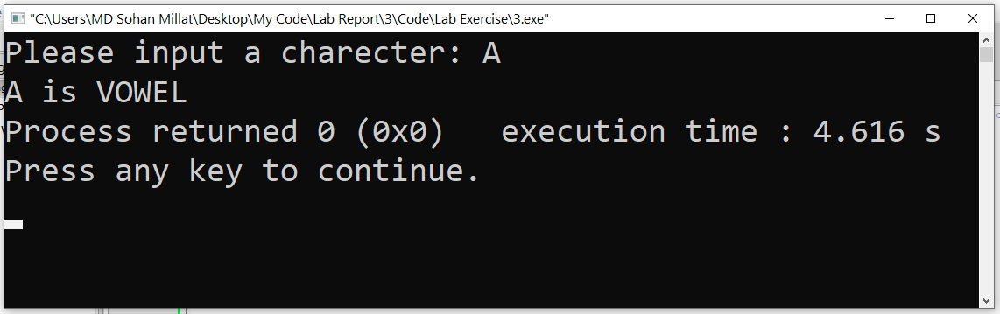 "C:\Users\MD Sohan Millat\Desktop\My Code\Lab Report\3\Code\Lab Exercise\3.exe"
Please input a charecter: A
A is VOWEL
Process returned 0 (0x0)   execution time : 4.616 s
Press any key to continue.